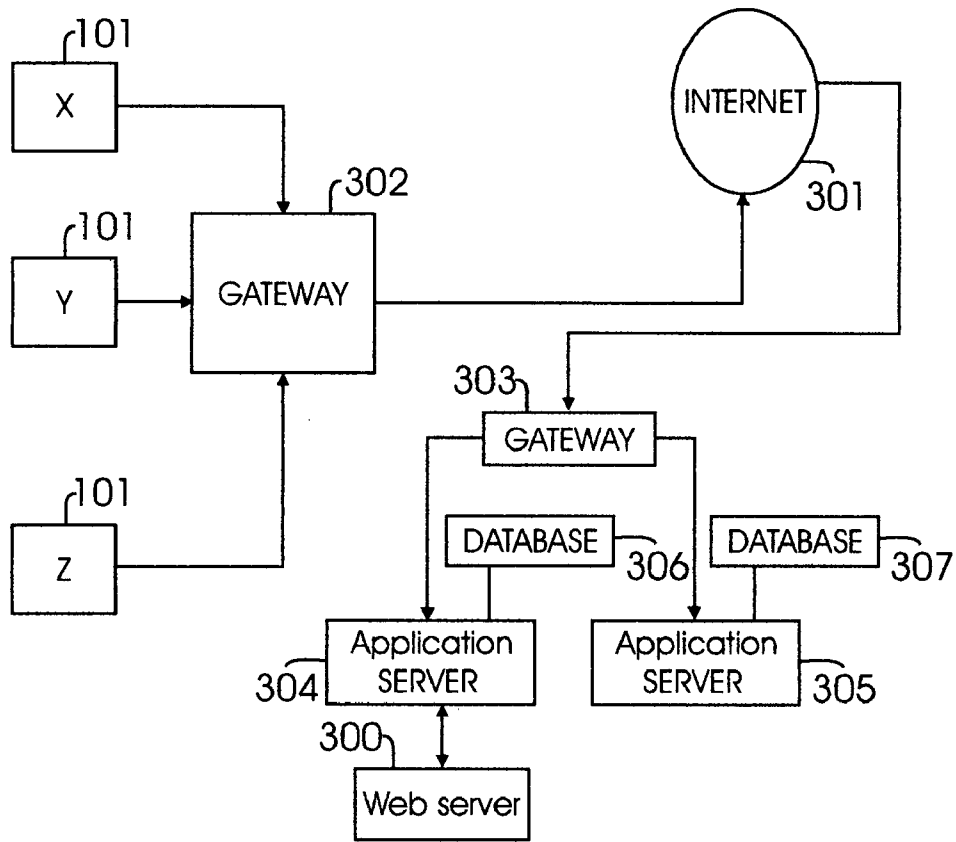 101
X
INTERNET
301
302
101
Y
GATEWAY
303
GATEWAY
101
Z
DATABASE
306
DATABASE
307
Application
SERVER
304
Application
SERVER
305
300
Web server